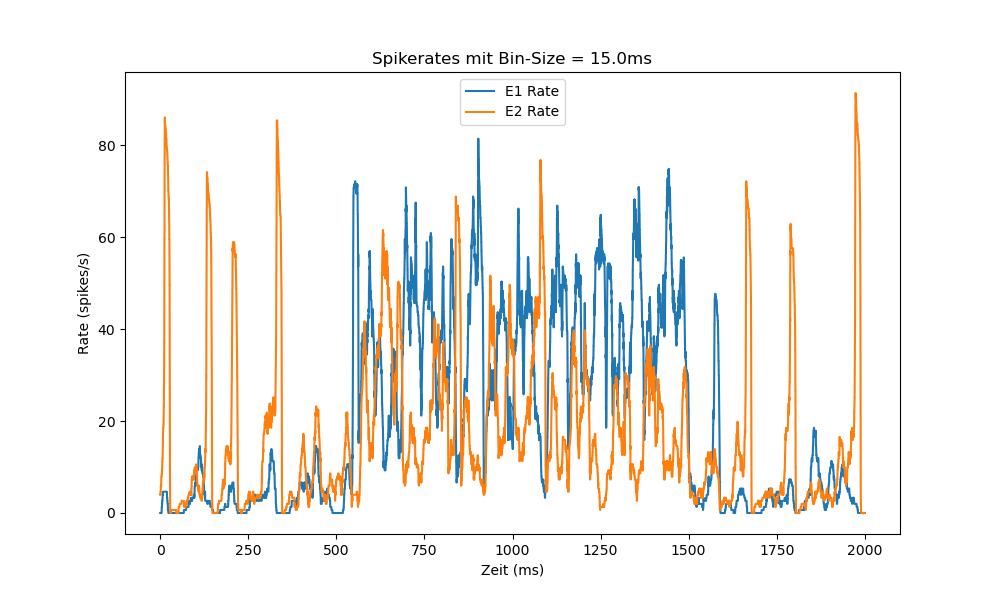 Spikerates mit Bin-Size = 15.0ms
E1 Rate
E2 Rate
Rate (spikes/s)
80
60
40
20
0
0 250 500 750 1000 1250 1500 1750 2000
Zeit (ms)